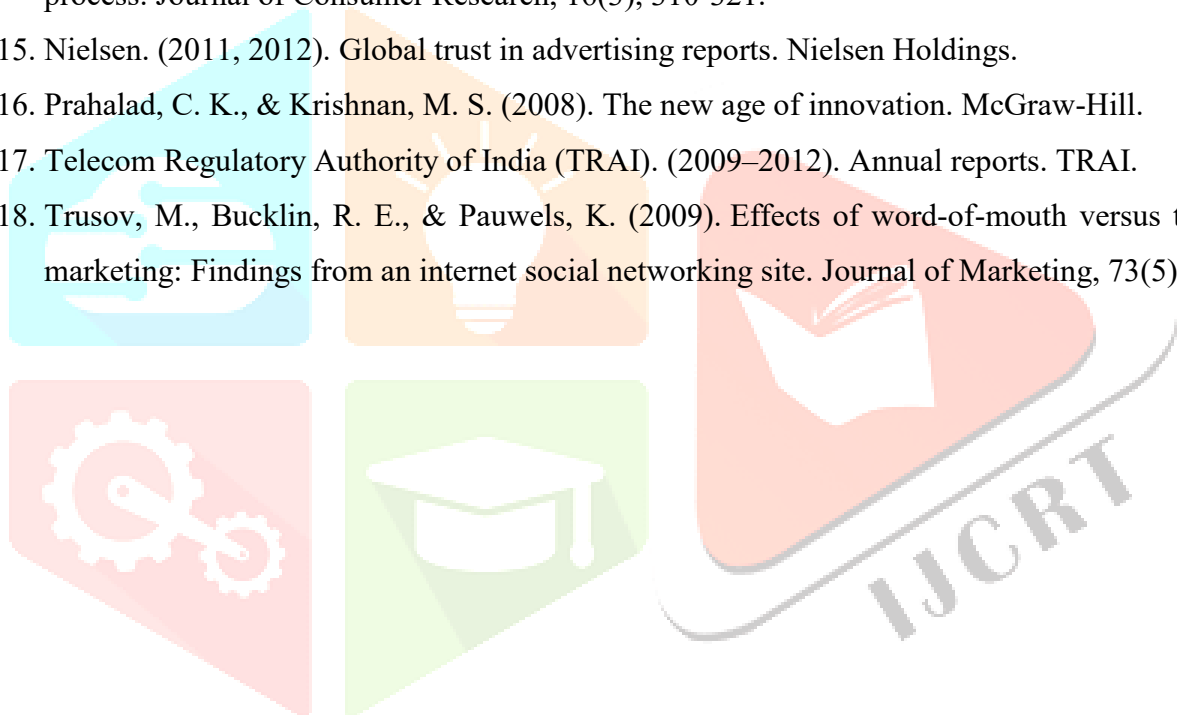 process. Journal of Consumer Research, 16(3), 310-321.
15. Nielsen. (2011, 2012). Global trust in advertising reports. Nielsen Holdings.
16. Prahalad, C. K., & Krishnan, M. S. (2008). The new age of innovation. McGraw-Hill.
17. Telecom Regulatory Authority of India (TRAI). (2009–2012). Annual reports. TRAI.
18. Trusov, M., Bucklin, R. E., & Pauwels, K. (2009). Effects of word-of-mouth versus
marketing: Findings from an internet social networking site. Journal of Marketing, 73(5)
IJCRT